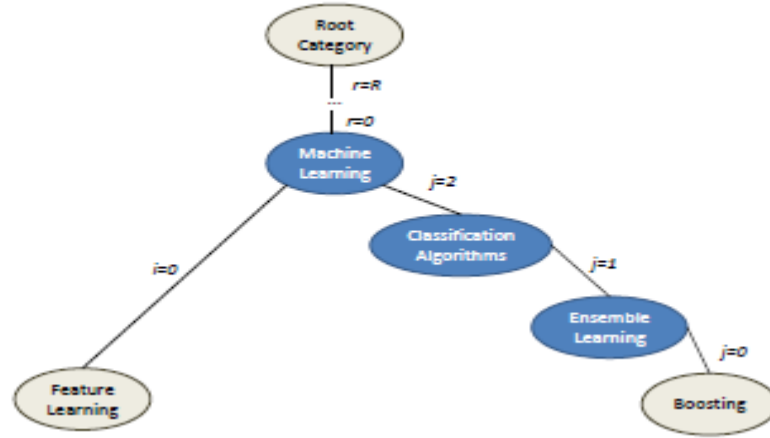 Root
Category
r=R
...
r=0
Machine
Learning
j=2
Classification
Algorithms
i=0
j=1
Ensemble
Learning
j=0
Feature
Learning
Boosting